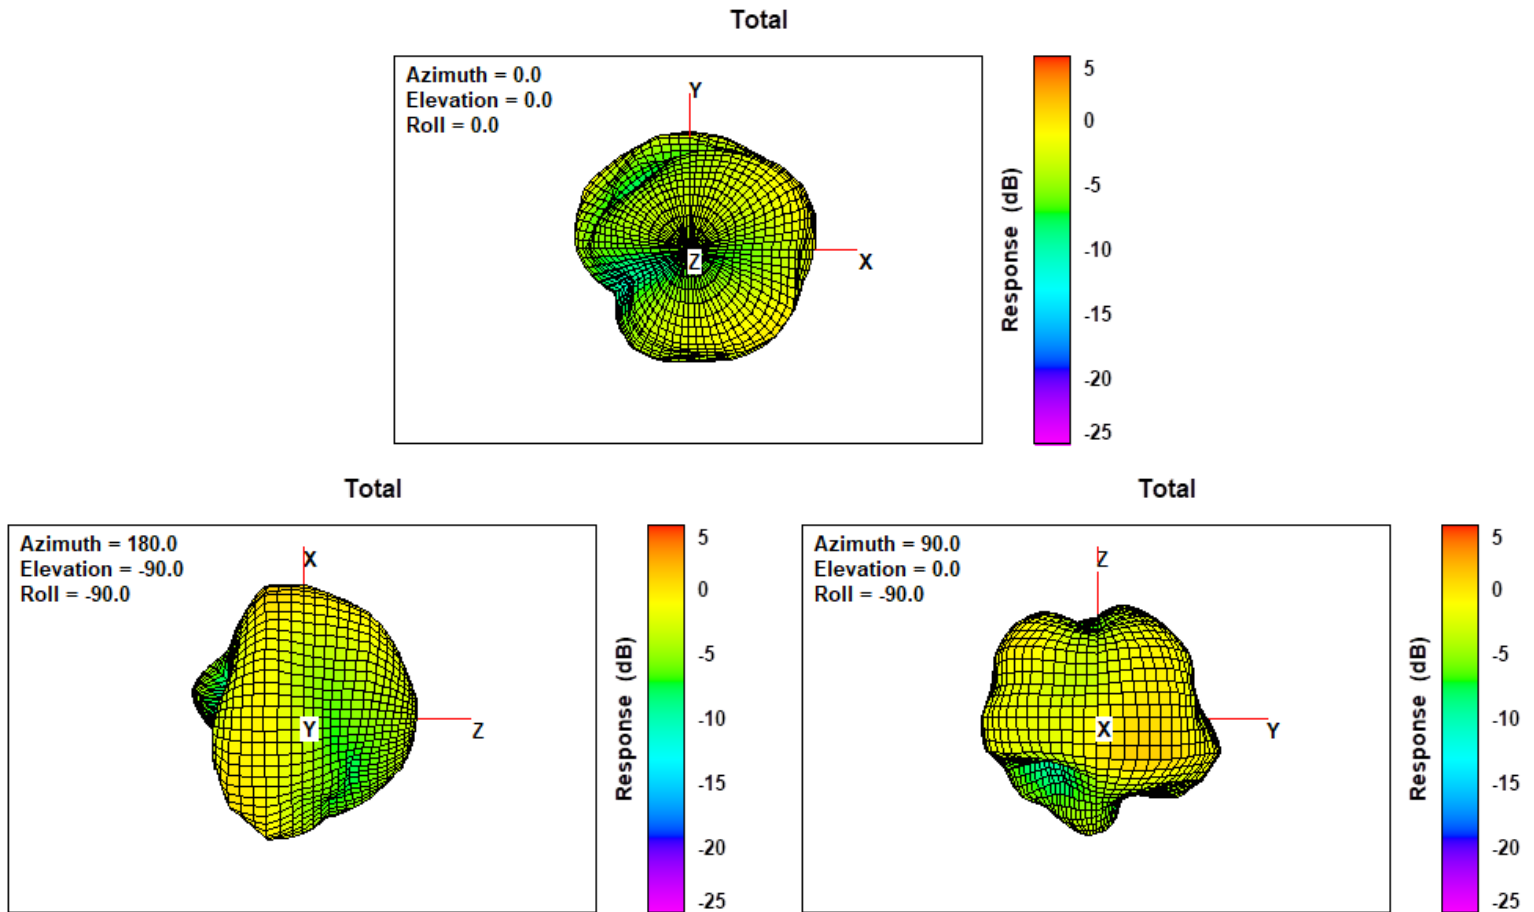 Total
Azimuth = 0.0
Elevation = 0.0
Roll = 0.0
Y
X
Z
5
0
-5
-10
-15
-20
-25
Response (dB)
Total
Azimuth = 180.0
Elevation = -90.0
Roll = -90.0
X
Y
Z
5
0
-5
-10
-15
-20
-25
Response (dB)
Total
Azimuth = 90.0
Elevation = 0.0
Roll = -90.0
Z
X
Y
5
0
-5
-10
-15
-20
-25
Response (dB)